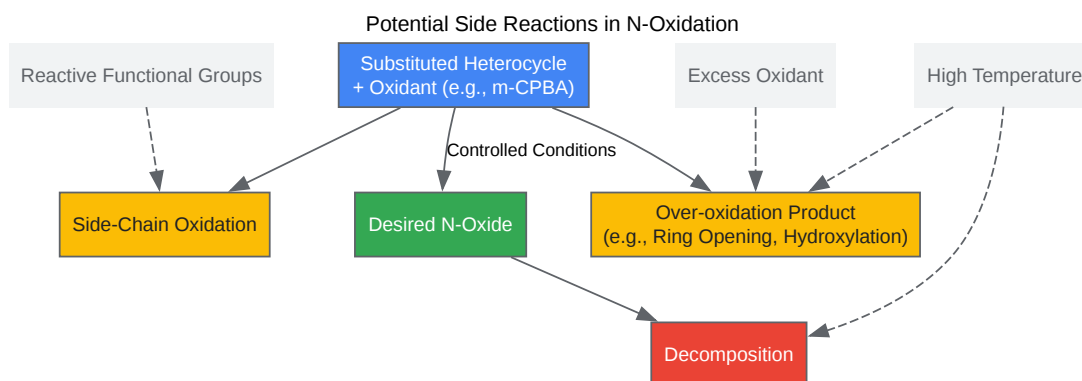 Potential Side Reactions in N-Oxidation
Reactive Functional Groups
Substituted Heterocycle
+ Oxidant (e.g., m-CPBA)
Excess Oxidant
High Temperature
Controlled Conditions
Side-Chain Oxidation
Desired N-Oxide
Over-oxidation Product
(e.g., Ring Opening, Hydroxylation)
Decomposition